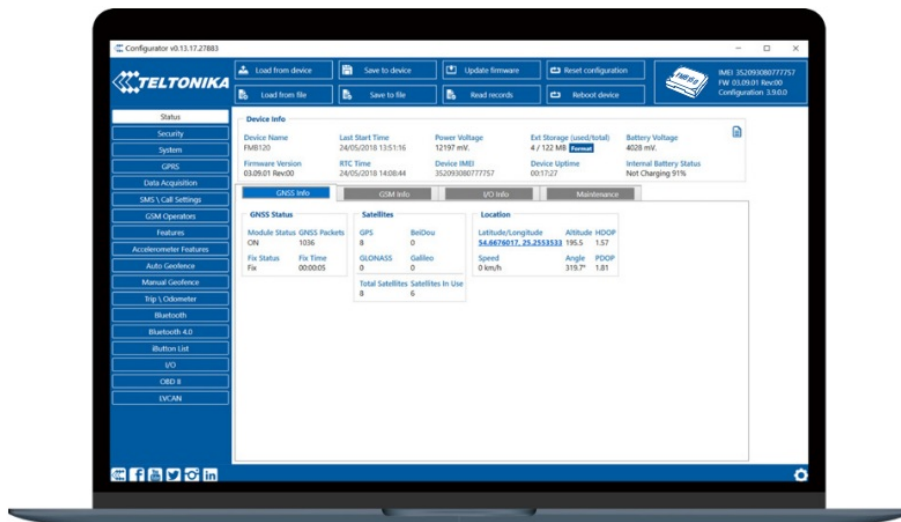 Configurator v0.13.17.27883
TELTONIKA
Load from device
Save to device
Update firmware
Reset configuration
Load from file
Save to file
Read records
Reboot device
IMEI 352093080777757
FW 03.09.01 Rev:00
Configuration 3.9.0.0
Status
Security
System
GPRS
Data Acquisition
SMS \ Call Settings
GSM Operators
Features
Accelerometer Features
Auto Geofence
Manual Geofence
Trip \ Odometer
Bluetooth
Bluetooth 4.0
iButton List
I/O
OBD II
LVCAN
Device Info
Device Name
FMB120
Last Start Time
24/05/2018 13:51:16
Power Voltage
12197 mV.
Ext Storage (used/total)
4 / 122 MB Format
Battery Voltage
4028 mV.
Firmware Version
03.09.01 Rev:00
RTC Time
24/05/2018 14:08:44
Device IMEI
352093080777757
Device Uptime
00:17:27
Internal Battery Status
Not Charging 91%
GNSS Info
GSM Info
I/O Info
Maintenance
GNSS Status
Module Status
ON
GNSS Packets
1036
Fix Status
Fix
Fix Time
00:00:05
Satellites
GPS
8
BeiDou
0
GLONASS
0
Galileo
0
Total Satellites
8
Satellites In Use
6
Location
Latitude/Longitude
54.6676017, 25.2553533
Altitude
195.5
HDOP
1.57
Speed
0 km/h
Angle
319.7°
PDOP
1.81